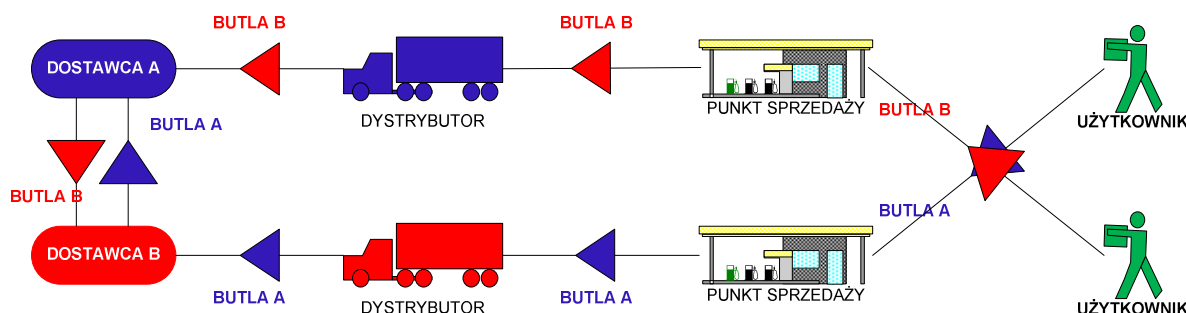 BUTLA B
BUTLA B
DOSTAWCA A
DYSTRYBUTOR
PUNKT SPRZEDAŻY
BUTLA B
UŻYTKOWNIK
BUTLA A
BUTLA B
BUTLA A
DOSTAWCA B
BUTLA A
BUTLA A
DYSTRYBUTOR
PUNKT SPRZEDAŻY
UŻYTKOWNIK